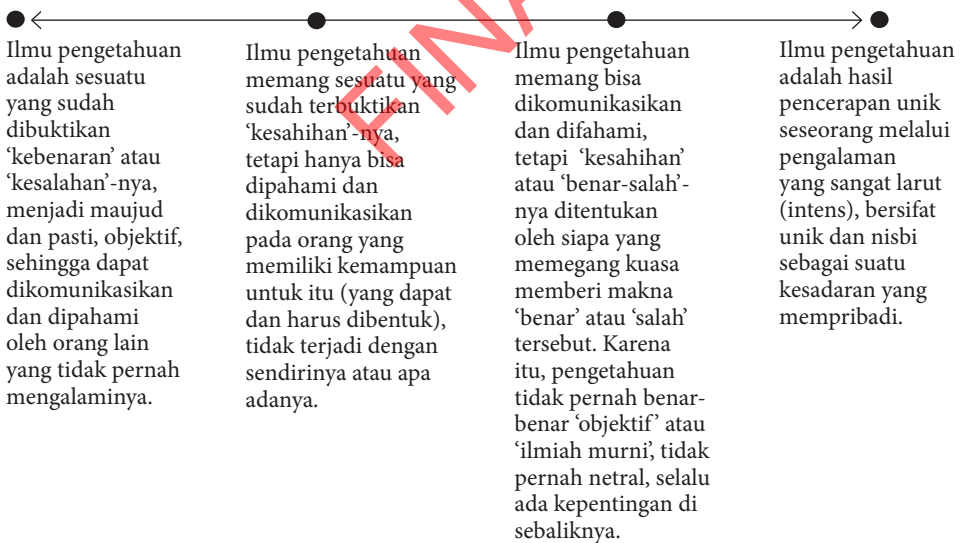 Ilmu pengetahuan
adalah sesuatu
yang sudah
dibuktikan
‘kebenaran’ atau
‘kesalahan’-nya,
menjadi maujud
dan pasti, objektif,
sehingga dapat
dikomunikasikan
dan dipahami
oleh orang lain
yang tidak pernah
mengalaminya.
Ilmu pengetahuan
memang sesuatu yang
sudah terbuktikan
‘kesahihan’-nya,
tetapi hanya bisa
dipahami dan
dikomunikasikan
pada orang yang
memiliki kemampuan
untuk itu (yang dapat
dan harus dibentuk),
tidak terjadi dengan
sendirinya atau apa
adanya.
Ilmu pengetahuan
memang bisa
dikomunikasikan
dan difahami,
tetapi ‘kesahihan’
atau ‘benar-salah’-
nya ditentukan
oleh siapa yang
memegang kuasa
memberi makna
‘benar’ atau ‘salah’
tersebut. Karena
itu, pengetahuan
tidak pernah benar-
benar ‘objektif’ atau
‘ilmiah murni’, tidak
pernah netral, selalu
ada kepentingan di
sebaliknya.
Ilmu pengetahuan
adalah hasil
pencerapan unik
seseorang melalui
pengalaman
yang sangat larut
(intens), bersifat
unik dan nisbi
sebagai suatu
kesadaran yang
mempribadi.